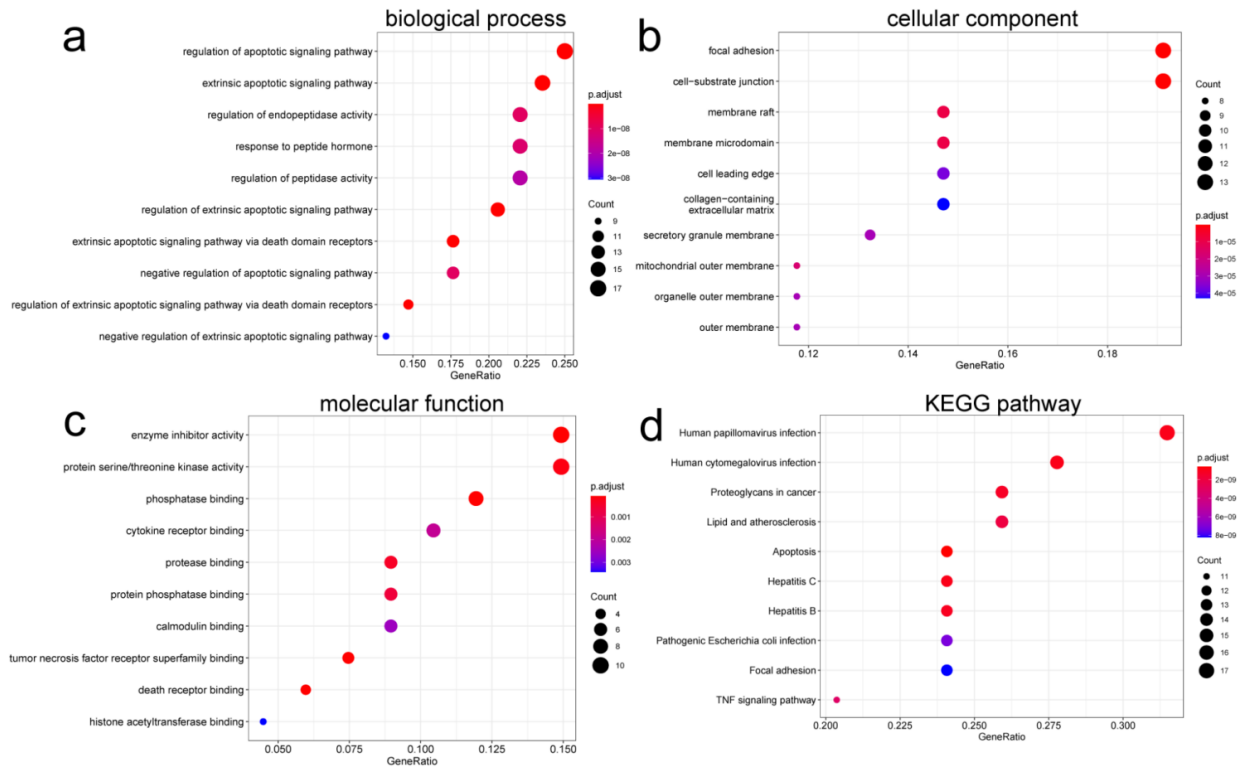 a
biological process
regulation of apoptotic signaling pathway
extrinsic apoptotic signaling pathway
regulation of endopeptidase activity
response to peptide hormone
regulation of peptidase activity
regulation of extrinsic apoptotic signaling pathway
extrinsic apoptotic signaling pathway via death domain receptors
negative regulation of apoptotic signaling pathway
regulation of extrinsic apoptotic signaling pathway via death domain receptors
negative regulation of extrinsic apoptotic signaling pathway
0.150 0.175 0.200 0.225 0.250
GeneRatio
p.adjust
1e-08
2e-08
3e-08
Count
9
11
13
15
17
b
cellular component
focal adhesion
cell-substrate junction
membrane raft
membrane microdomain
cell leading edge
collagen-containing
extracellular matrix
secretory granule membrane
mitochondrial outer membrane
organelle outer membrane
outer membrane
0.12 0.14 0.16 0.18
GeneRatio
Count
8
9
10
11
12
13
p.adjust
1e-05
2e-05
3e-05
4e-05
c
molecular function
enzyme inhibitor activity
protein serine/threonine kinase activity
phosphatase binding
cytokine receptor binding
protease binding
protein phosphatase binding
calmodulin binding
tumor necrosis factor receptor superfamily binding
death receptor binding
histone acetyltransferase binding
0.050 0.075 0.100 0.125 0.150
GeneRatio
p.adjust
0.001
0.002
0.003
Count
4
6
8
10
d
KEGG pathway
Human papillomavirus infection
Human cytomegalovirus infection
Proteoglycans in cancer
Lipid and atherosclerosis
Apoptosis
Hepatitis C
Hepatitis B
Pathogenic Escherichia coli infection
Focal adhesion
TNF signaling pathway
0.200 0.225 0.250 0.275 0.300
GeneRatio
p.adjust
2e-09
4e-09
6e-09
8e-09
Count
11
12
13
14
15
16
17